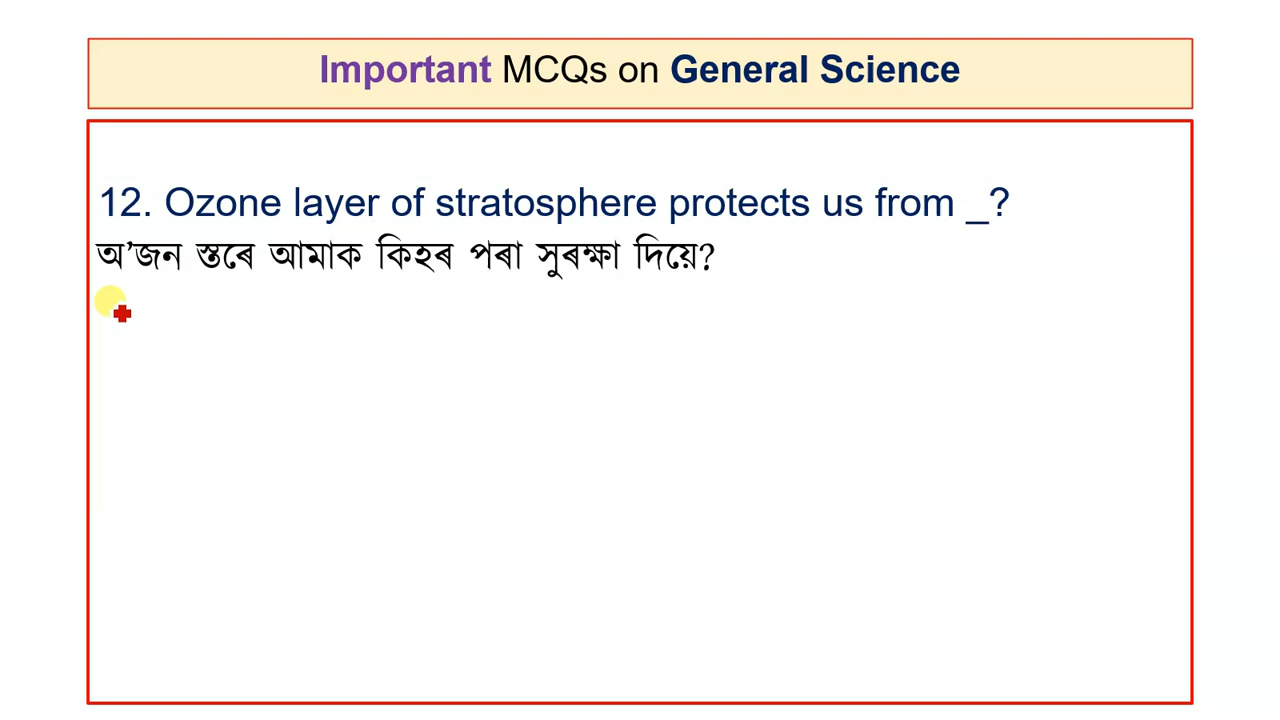 Important MCQs on General Science
12. Ozone layer of stratosphere protects us from _?
অ’জন স্তৰে আমাক কিহৰ পৰা সুৰক্ষা দিয়ে?